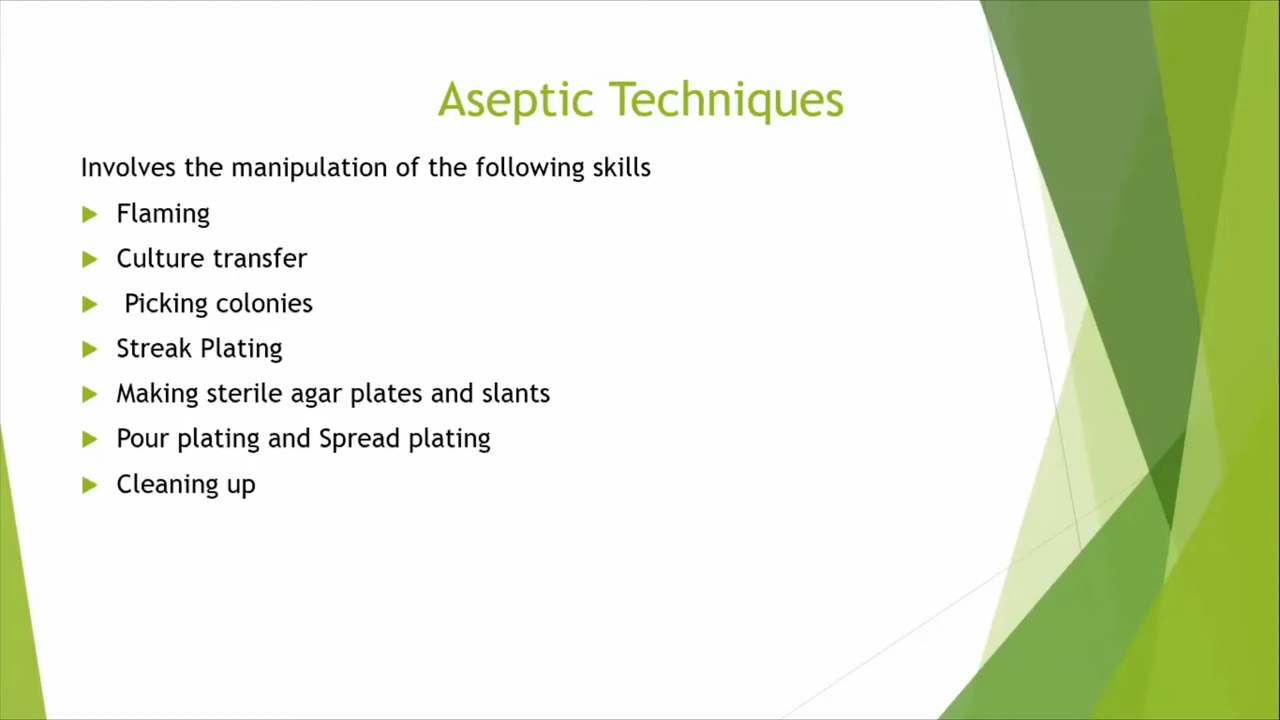 Aseptic Techniques
Involves the manipulation of the following skills
Flaming
Culture transfer
Picking colonies
Streak Plating
Making sterile agar plates and slants
Pour plating and Spread plating
Cleaning up